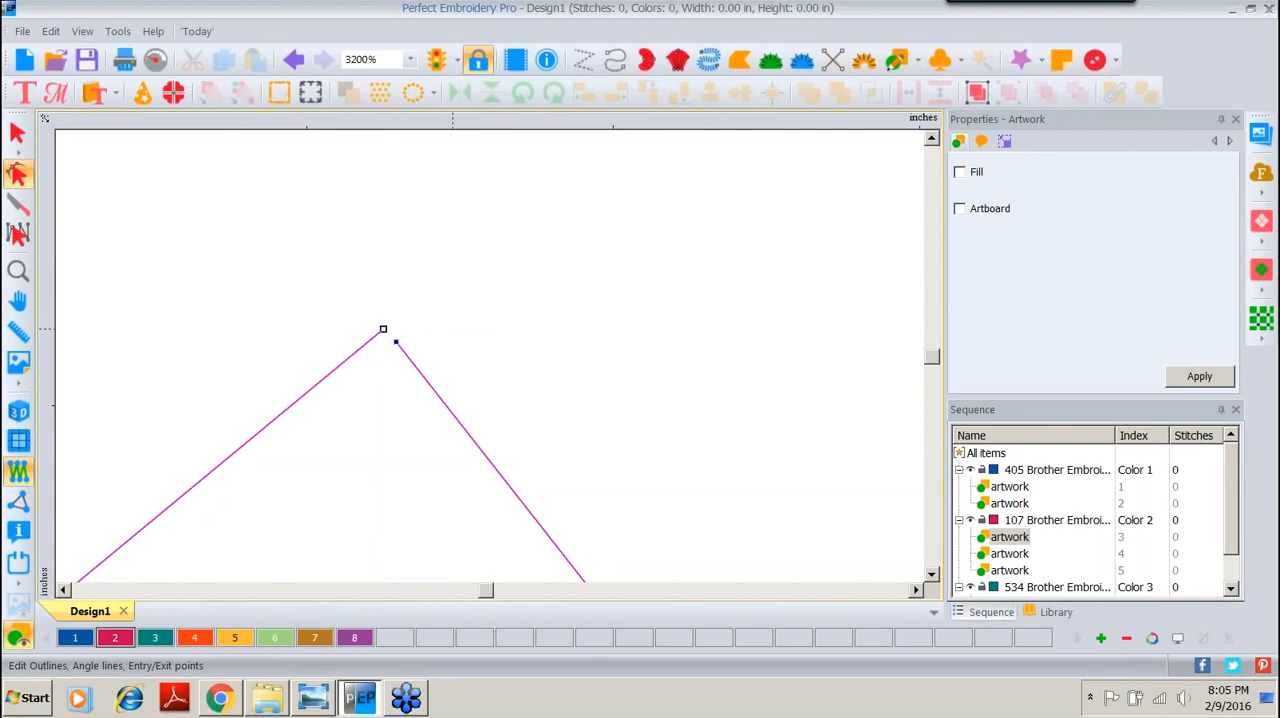 Perfect Embroidery Pro - Design1 (Stitches: 0, Colors: 0, Width: 0.00 in, Height: 0.00 in)
File Edit View Tools Help 'Today'
3200%
inches
Properties - Artwork
Fill
Artboard
Apply
Sequence
Name Index Stitches
All items
405 Brother Embroi... Color 1 0
artwork 1 0
artwork 2 0
107 Brother Embroi... Color 2 0
artwork 3 0
artwork 4 0
artwork 5 0
534 Brother Embroi... Color 3 0
inches
Design1
Sequence Library
1 2 3 4 5 6 7 8
Edit Outlines, Angle lines, Entry/Exit points
Start
PEP
8:05 PM
2/9/2016